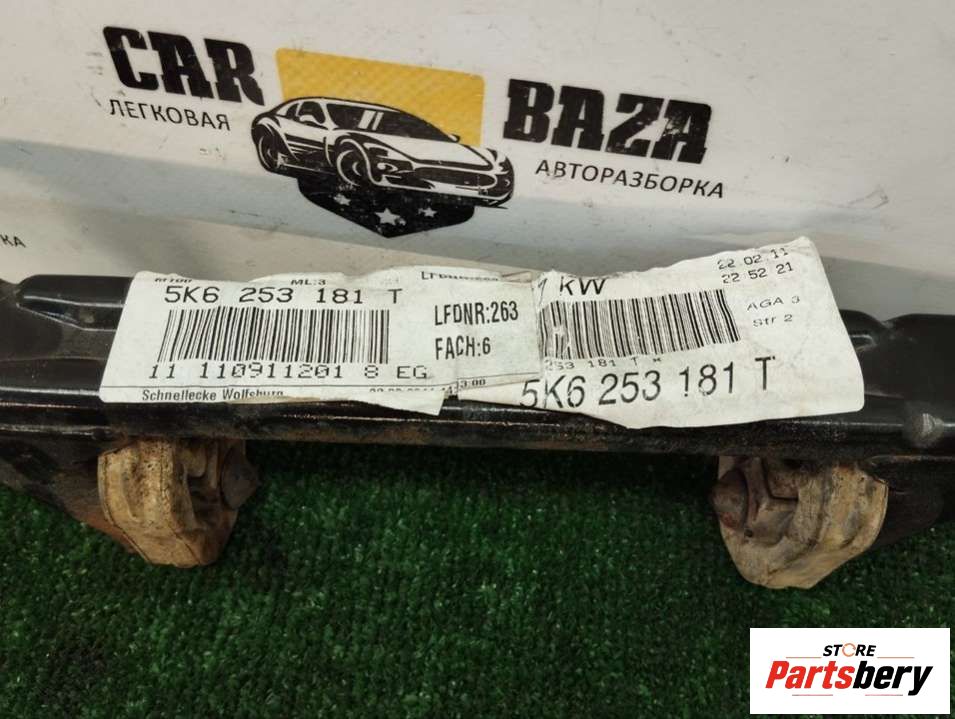 CAR BAZA
ЛЕГКОВАЯ АВТОРАЗБОРКА
КА
ML:3
5K6 253 181 T
11 110911201 8 EG
Schnellecke Wolfsburg
LFDNR:263
FACH:6
KW
22 02 11
22 52 21
AGA 3
Str 2
253 181 T *
5K6 253 181 T
STORE
Partsbery